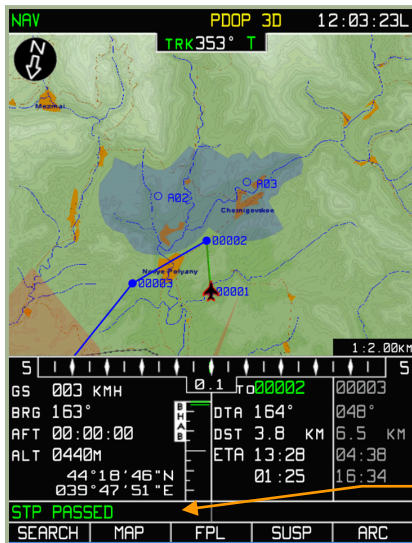 NAV PDOP 3D 12:03:23L
TRK353° T
N
Mezmai
A02 A03
Chernigovskoe
00002
Novye Polyany
00003 00001
1:2.00KM
5 5
GS 003 KMH 0.1 TO00002 00003
BRG 163° DTA 164° 048°
AFT 00:00:00 DST 3.8 KM 6.5 KM
ALT 0440M ETA 13:28 04:38
44°18'46"N 01:25 16:34
039°47'51"E
BHAB
STP PASSED
SEARCH MAP FPL SUSP ARC